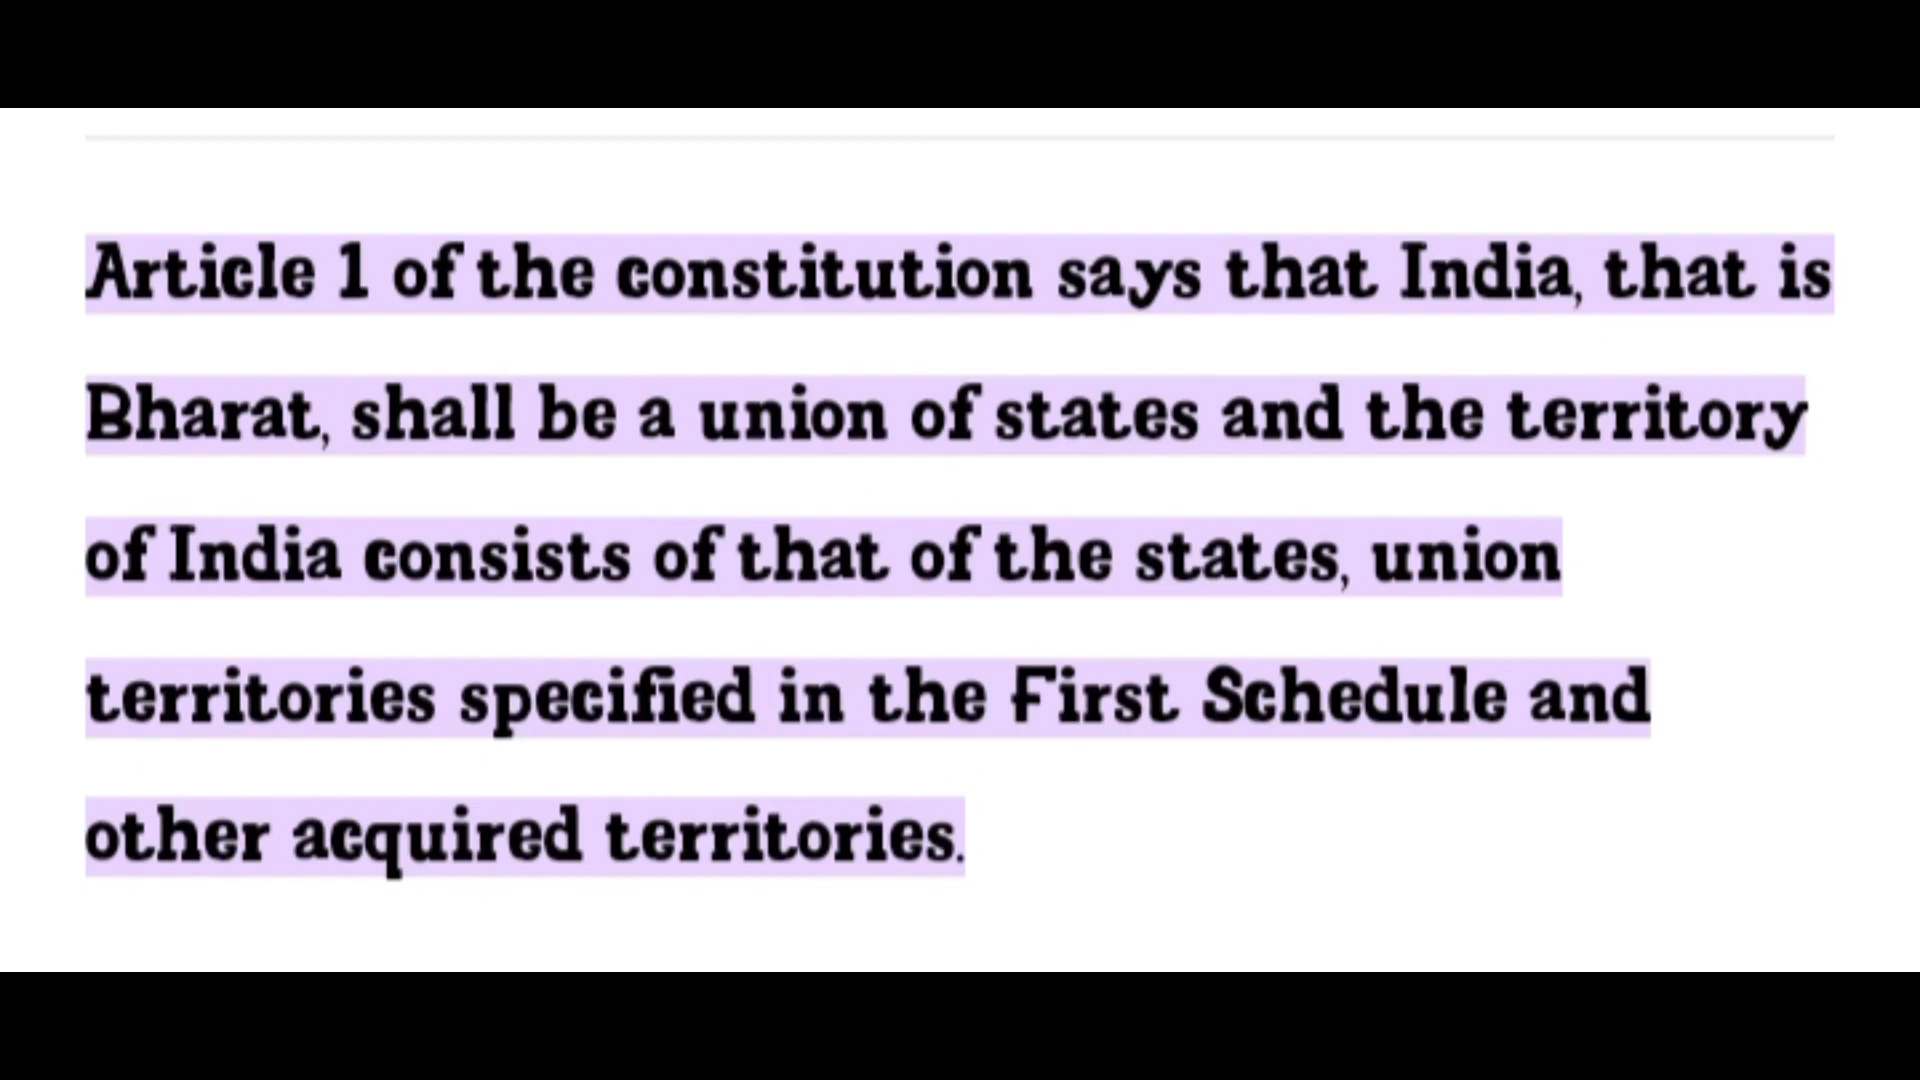 Article 1 of the constitution says that India, that is
Bharat, shall be a union of states and the territory
of India consists of that of the states, union
territories specified in the First Schedule and
other acquired territories.